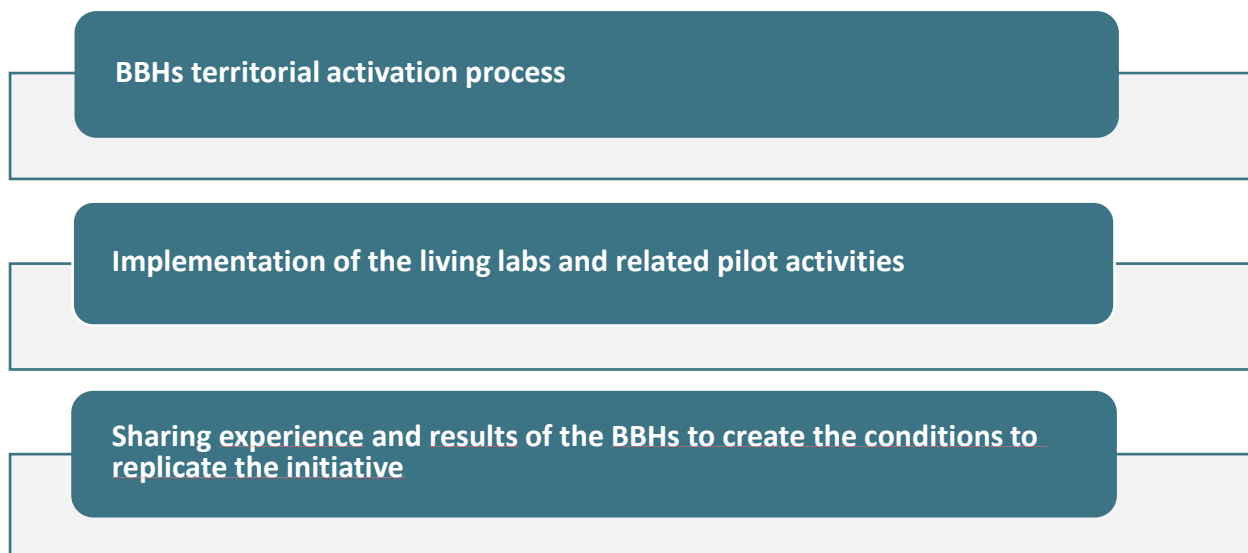 BBHs territorial activation process
Implementation of the living labs and related pilot activities
Sharing experience and results of the BBHs to create the conditions to
replicate the initiative